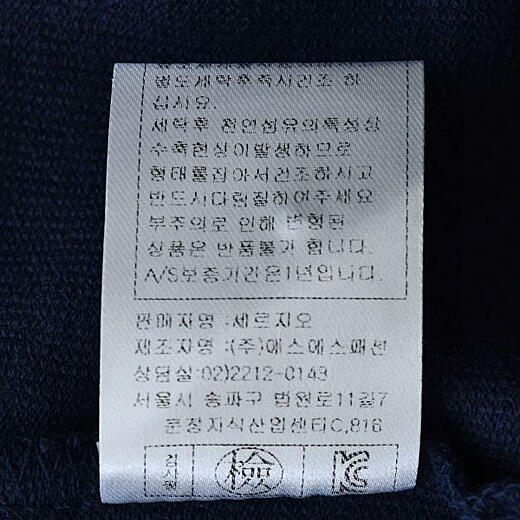 별도세탁후즉시건조 하
십시요.
세탁후 천연섬유의특성상
수축현상이발생하므로
형태를잡아서건조하시고
반드시다림질하여주세요
부주의로 인해 변형된
상품은 반품불가 합니다.
A/S보증기간은1년입니다.
판매자명 :세르지오
제조자명 :(주)에스에스패션
상담실:02)2212-0143
서울시 송파구 법원로11길7
문정지식산업센터C,816
검사필
檢
KC